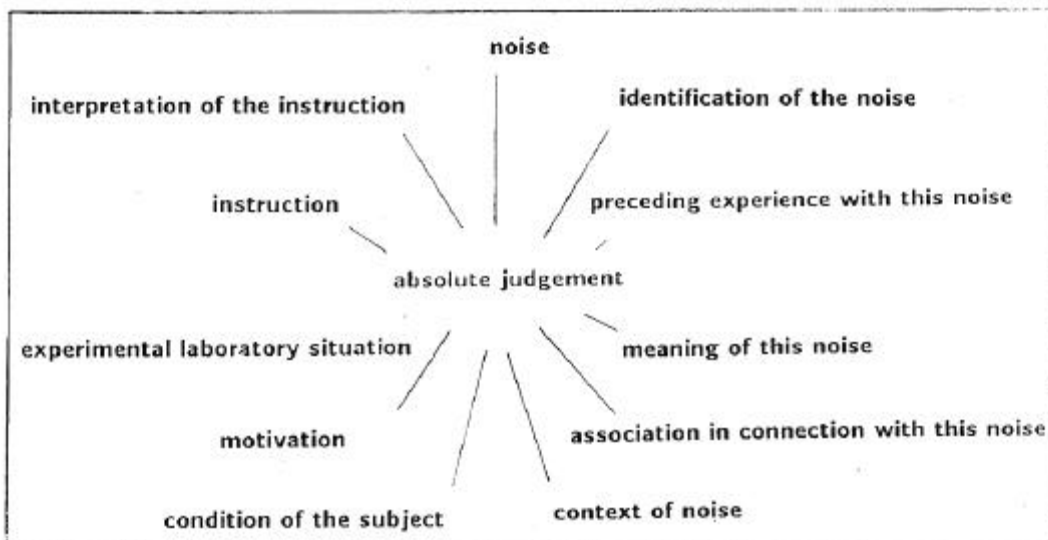 noise
interpretation of the instruction
identification of the noise
instruction
preceding experience with this noise
absolute judgement
experimental laboratory situation
meaning of this noise
motivation
association in connection with this noise
condition of the subject
context of noise